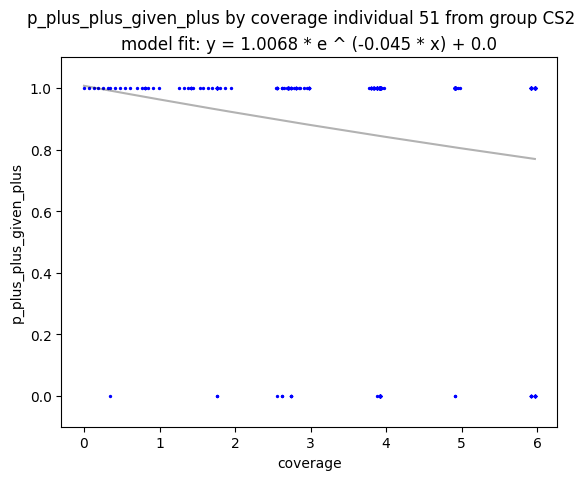 p_plus_plus_given_plus by coverage individual 51 from group CS2
model fit: y = 1.0068 * e ^ (-0.045 * x) + 0.0
1.0
0.8
0.6
0.4
0.2
0.0
p_plus_plus_given_plus
0 1 2 3 4 5 6
coverage